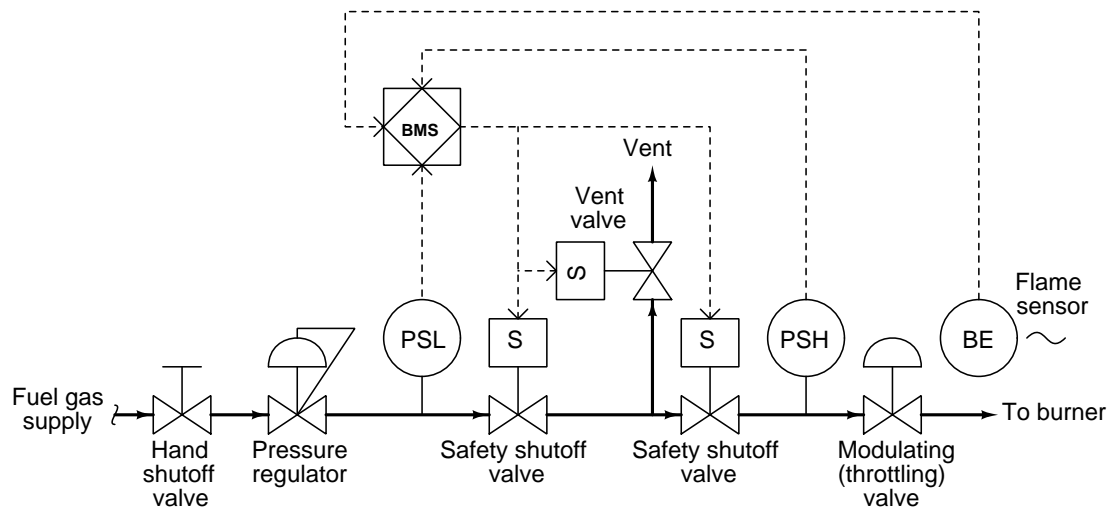 BMS
Vent
Vent
valve
S
Flame
sensor
PSL
S
S
PSH
BE
Fuel gas
supply
To burner
Hand
shutoff
valve
Pressure
regulator
Safety shutoff
valve
Safety shutoff
valve
Modulating
(throttling)
valve